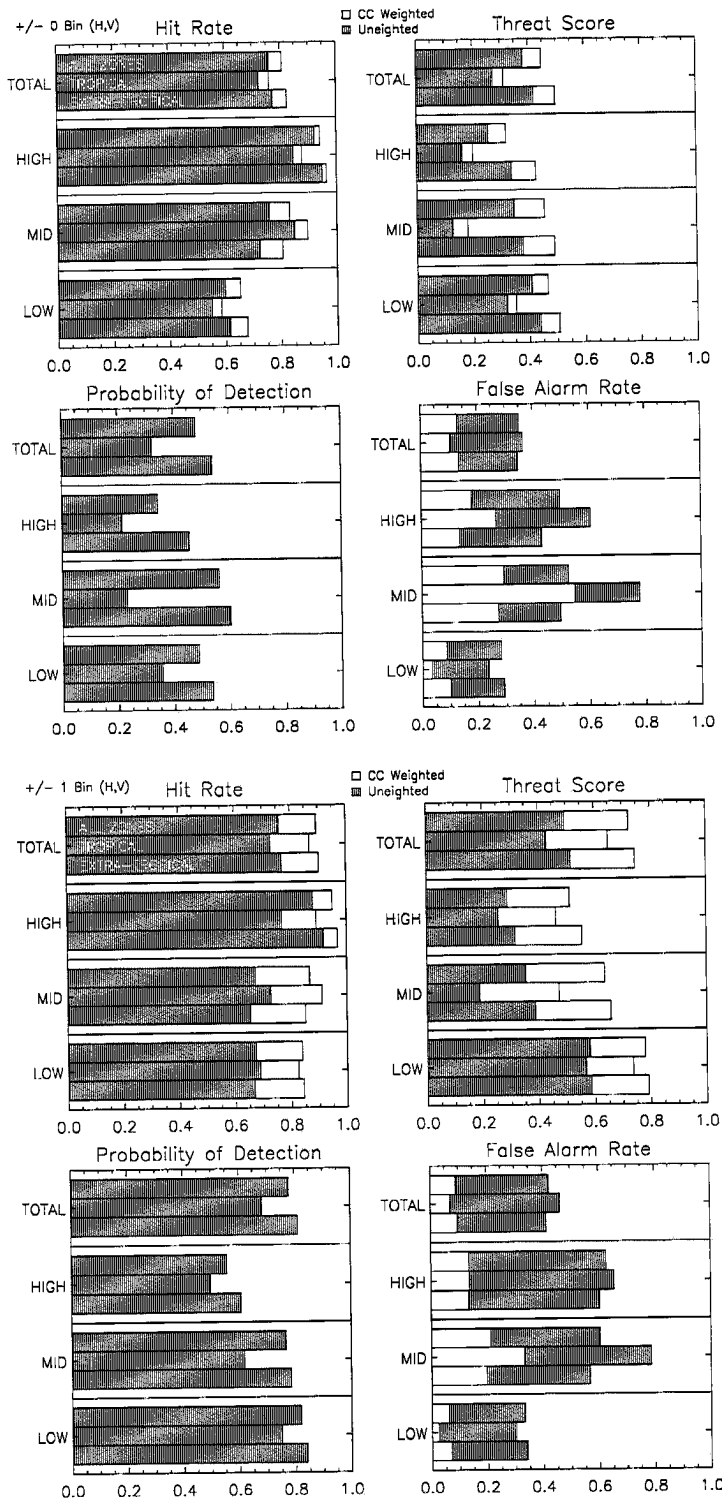 +/- 0 Bin (H,V)
Hit Rate
CC Weighted
Uneighted
Threat Score
TOTAL
TROPICAL
EXTRA-TROPICAL
HIGH
MID
LOW
0.0 0.2 0.4 0.6 0.8 1.0
TOTAL
HIGH
MID
LOW
0.0 0.2 0.4 0.6 0.8 1.0
Probability of Detection
False Alarm Rate
TOTAL
HIGH
MID
LOW
0.0 0.2 0.4 0.6 0.8 1.0
TOTAL
HIGH
MID
LOW
0.0 0.2 0.4 0.6 0.8 1.0
+/- 1 Bin (H,V)
Hit Rate
CC Weighted
Uneighted
Threat Score
TOTAL
TROPICAL
EXTRA-TROPICAL
HIGH
MID
LOW
0.0 0.2 0.4 0.6 0.8 1.0
TOTAL
HIGH
MID
LOW
0.0 0.2 0.4 0.6 0.8 1.0
Probability of Detection
False Alarm Rate
TOTAL
HIGH
MID
LOW
0.0 0.2 0.4 0.6 0.8 1.0
TOTAL
HIGH
MID
LOW
0.0 0.2 0.4 0.6 0.8 1.0